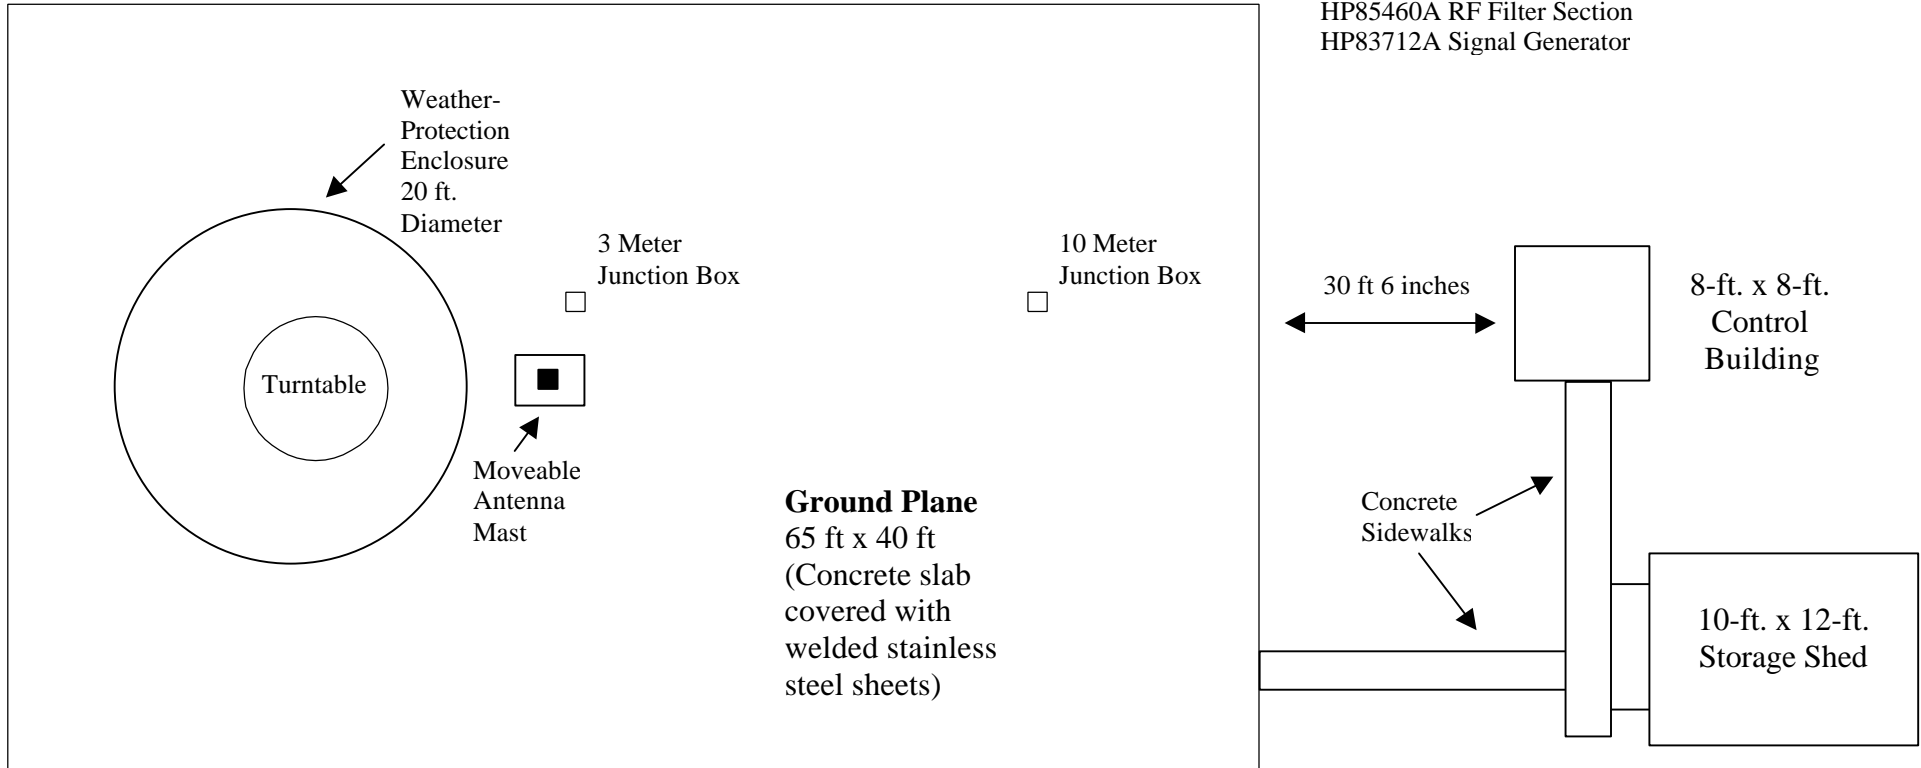 HP85460A RF Filter Section
HP83712A Signal Generator
Weather-
Protection
Enclosure
20 ft.
Diameter
3 Meter
Junction Box
10 Meter
Junction Box
30 ft 6 inches
8-ft. x 8-ft.
Control
Building
Turntable
Moveable
Antenna
Mast
Ground Plane
65 ft x 40 ft
(Concrete slab
covered with
welded stainless
steel sheets)
Concrete
Sidewalks
10-ft. x 12-ft.
Storage Shed